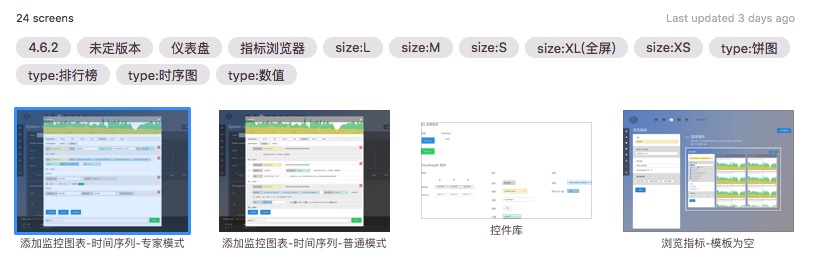 24 screens
Last updated 3 days ago
4.6.2 未定版本 仪表盘 指标浏览器 size:L size:M size:S size:XL(全屏) size:XS type:饼图
type:排行榜 type:时序图 type:数值
添加监控图表-时间序列-专家模式
添加监控图表-时间序列-普通模式
控件库
浏览指标-模板为空